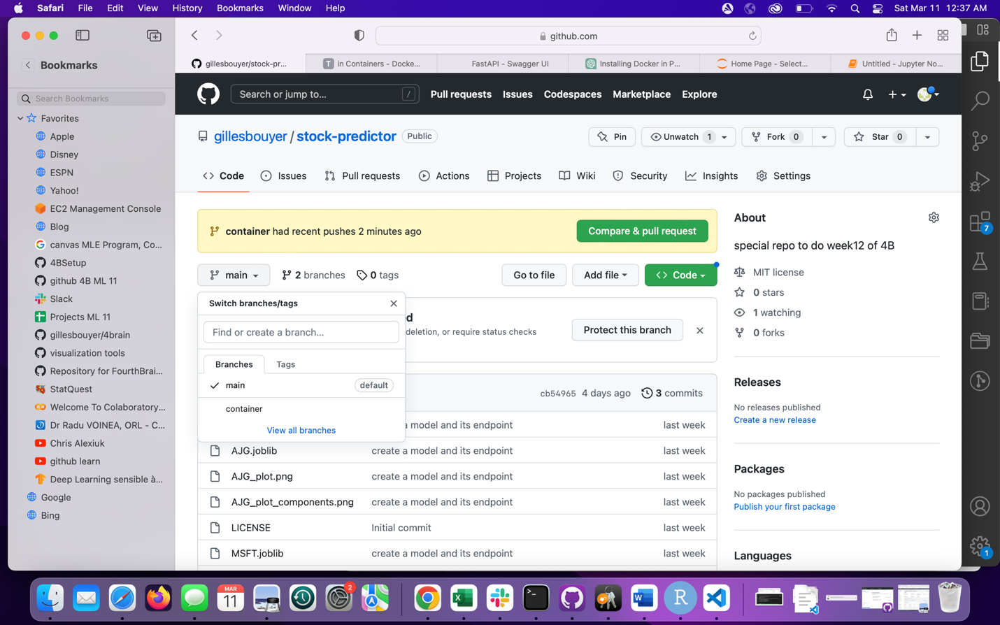 Safari File Edit View History Bookmarks Window Help Sat Mar 11 12:37 AM
github.com
Bookmarks
gillesbouyer/stock-pr...
T in Containers - Docke...
FastAPI - Swagger UI
Installing Docker in P...
Home Page - Select...
Untitled - Jupyter No...
Search Bookmarks
Favorites
Apple
Disney
ESPN
Yahoo!
EC2 Management Console
Blog
canvas MLE Program, Co...
4BSetup
github 4B ML 11
Slack
Projects ML 11
gillesbouyer/4brain
visualization tools
Repository for FourthBrai...
StatQuest
Welcome To Colaboratory...
Dr Radu VOINEA, ORL - C...
Chris Alexiuk
github learn
Deep Learning sensible à...
Google
Bing
Search or jump to... /
Pull requests Issues Codespaces Marketplace Explore
gillesbouyer / stock-predictor Public
Pin Unwatch 1 Fork 0 Star 0
Code Issues Pull requests Actions Projects Wiki Security Insights Settings
container had recent pushes 2 minutes ago Compare & pull request
main 2 branches 0 tags Go to file Add file Code
Switch branches/tags
Find or create a branch...
Branches Tags
main default
container
View all branches
d
deletion, or require status checks
Protect this branch
cb54965 4 days ago 3 commits
a model and its endpoint last week
AJG.joblib create a model and its endpoint last week
AJG_plot.png create a model and its endpoint last week
AJG_plot_components.png create a model and its endpoint last week
LICENSE Initial commit last week
MSFT.joblib create a model and its endpoint last week
About
special repo to do week12 of 4B
MIT license
0 stars
1 watching
0 forks
Releases
No releases published
Create a new release
Packages
No packages published
Publish your first package
Languages
7
1
MAR
11
2
X
W
R